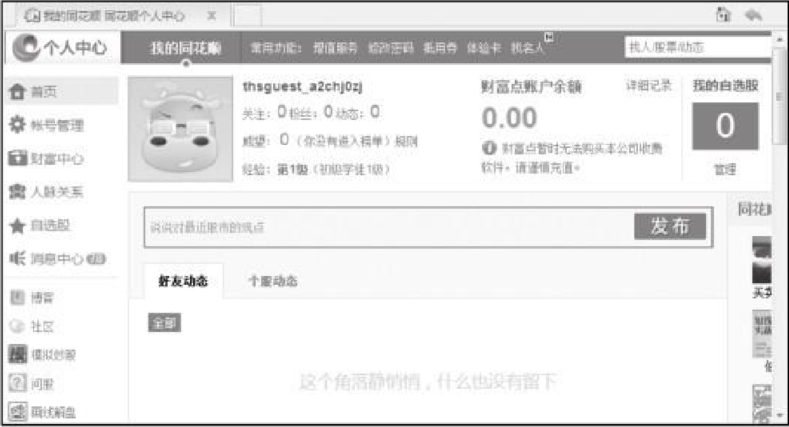 我的同花顺 同花顺个人中心 x
个人中心 我的同花顺 常用功能: 增值服务 修改密码 抵用券 体验卡 找名人 N 找人/股票/动态
首页
帐号管理
财富中心
人脉关系
自选股
消息中心
博客
社区
模拟炒股
问股
画线解盘
thsguest_a2chj0zj
关注: 0 粉丝: 0 动态: 0
威望: 0 (你没有进入榜单) 规则
经验: 第1级 (初级学徒1级)
财富点账户余额 详细记录
0.00
财富点暂时无法购买本公司收费
软件。请谨慎充值。
我的自选股
0
管理
说说对最近股市的观点 发布
好友动态 个股动态
全部
这个角落静悄悄，什么也没有留下
同花顺
买卖